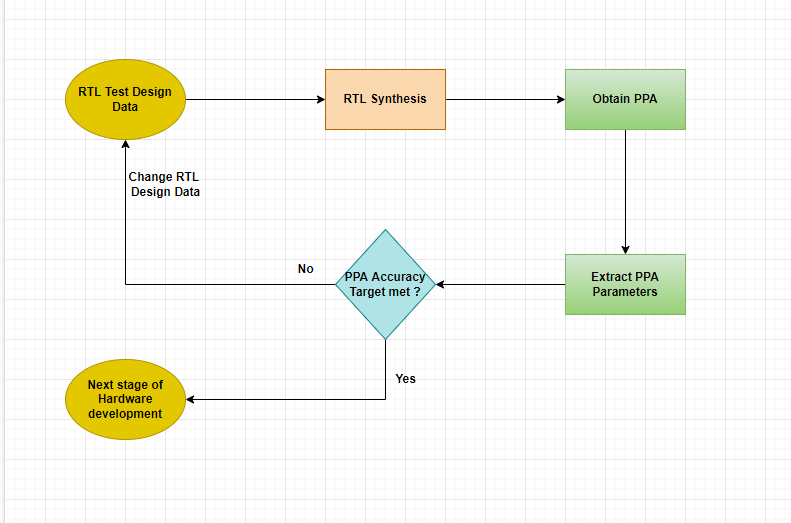 RTL Test Design
Data
RTL Synthesis
Obtain PPA
Change RTL
Design Data
No
PPA Accuracy
Target met ?
Extract PPA
Parameters
Yes
Next stage of
Hardware
development